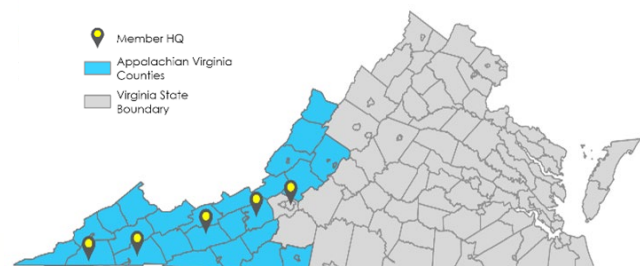 Member HQ
Appalachian Virginia
Counties
Virginia State
Boundary